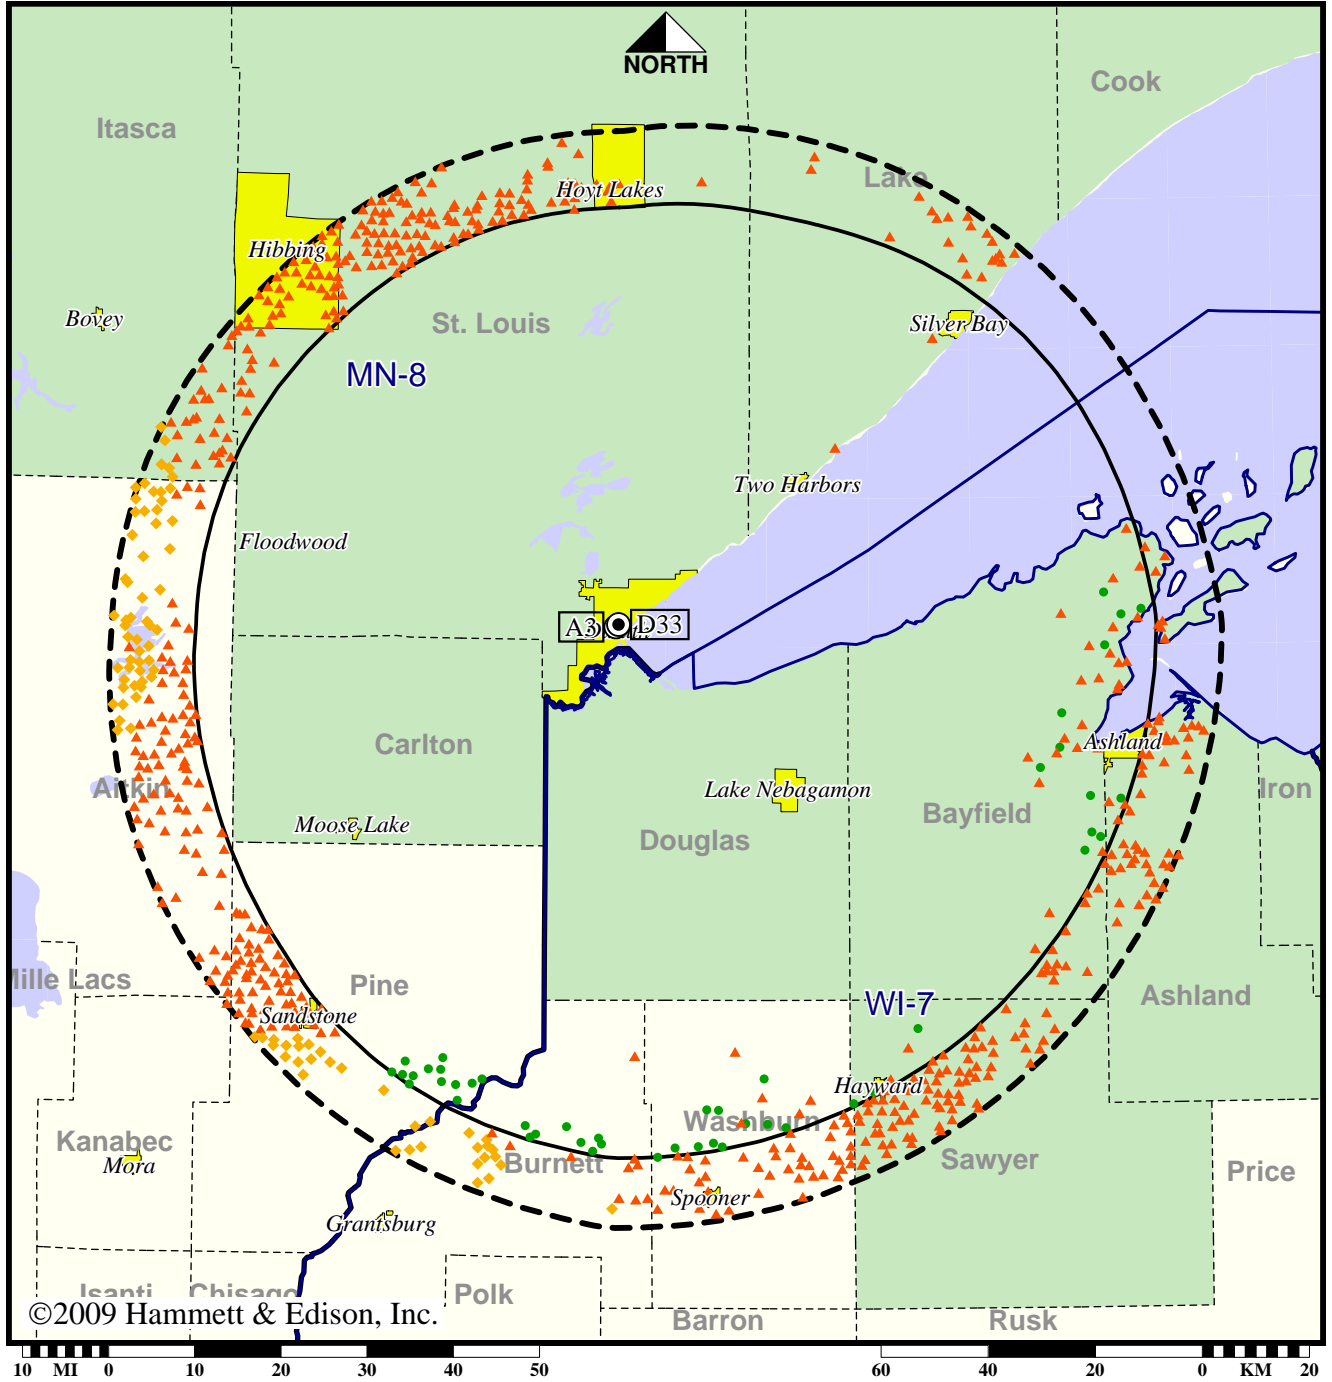 NORTH
Cook
Itasca
Lake
Hoyt Lakes
Hibbing
Bovey
St. Louis
Silver Bay
MN-8
Two Harbors
Floodwood
A3
D33
Carlton
Ashland
Aitkin
Lake Nebagamon
Iron
Bayfield
Moose Lake
Douglas
Mille Lacs
Pine
Ashland
WI-7
Sandstone
Hayward
Washburn
Kanabec
Mora
Burnett
Sawyer
Price
Spooner
Grantsburg
Isanti
Chisago
Polk
©2009 Hammett & Edison, Inc.
Barron
Rusk
10 MI 0 10 20 30 40 50
60 40 20 0 KM 20